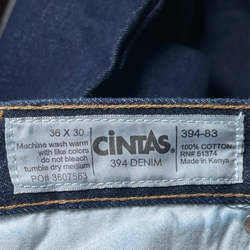 36 X 30
Machine wash warm
with like colors
do not bleach
tumble dry medium
PO# 3607563
CINTAS.
394 DENIM
394-83
100% COTTON
RN# 51374
Made in Kenya